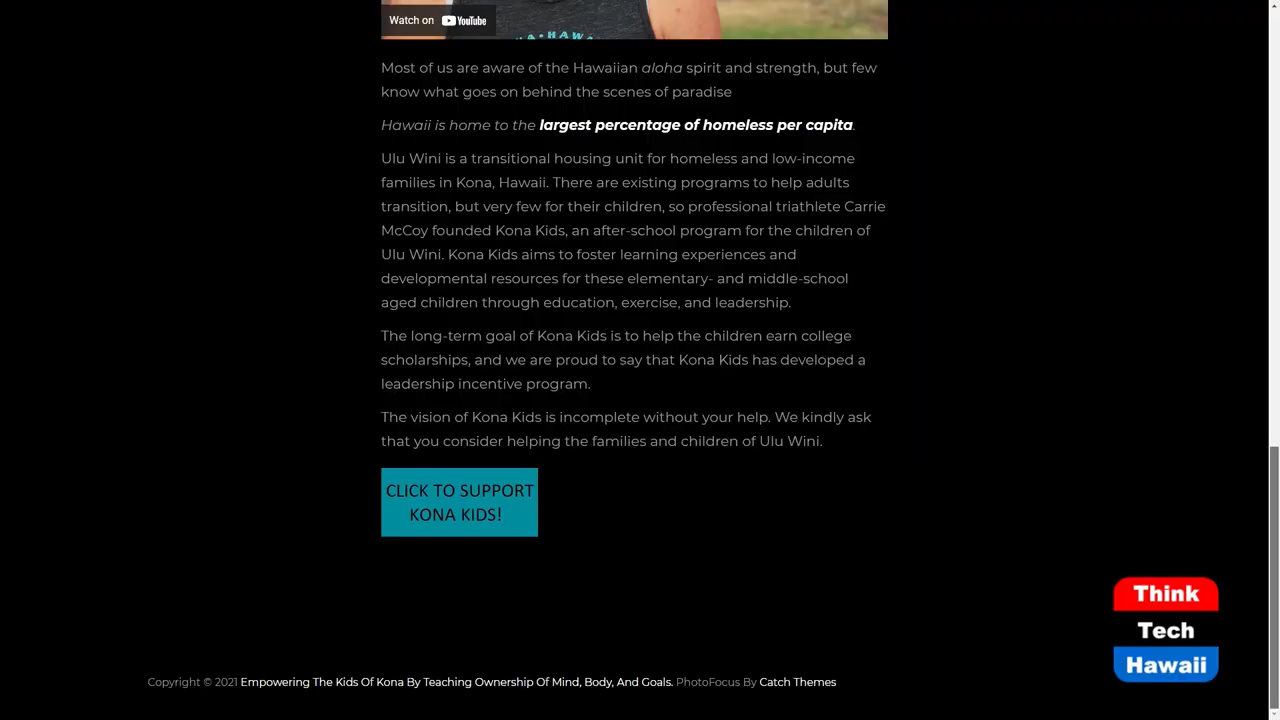 Watch on YouTube
Most of us are aware of the Hawaiian aloha spirit and strength, but few
know what goes on behind the scenes of paradise
Hawaii is home to the largest percentage of homeless per capita.
Ulu Wini is a transitional housing unit for homeless and low-income
families in Kona, Hawaii. There are existing programs to help adults
transition, but very few for their children, so professional triathlete Carrie
McCoy founded Kona Kids, an after-school program for the children of
Ulu Wini. Kona Kids aims to foster learning experiences and
developmental resources for these elementary- and middle-school
aged children through education, exercise, and leadership.
The long-term goal of Kona Kids is to help the children earn college
scholarships, and we are proud to say that Kona Kids has developed a
leadership incentive program.
The vision of Kona Kids is incomplete without your help. We kindly ask
that you consider helping the families and children of Ulu Wini.
CLICK TO SUPPORT
KONA KIDS!
Think
Tech
Hawaii
Copyright © 2021 Empowering The Kids Of Kona By Teaching Ownership Of Mind, Body, And Goals. PhotoFocus By Catch Themes